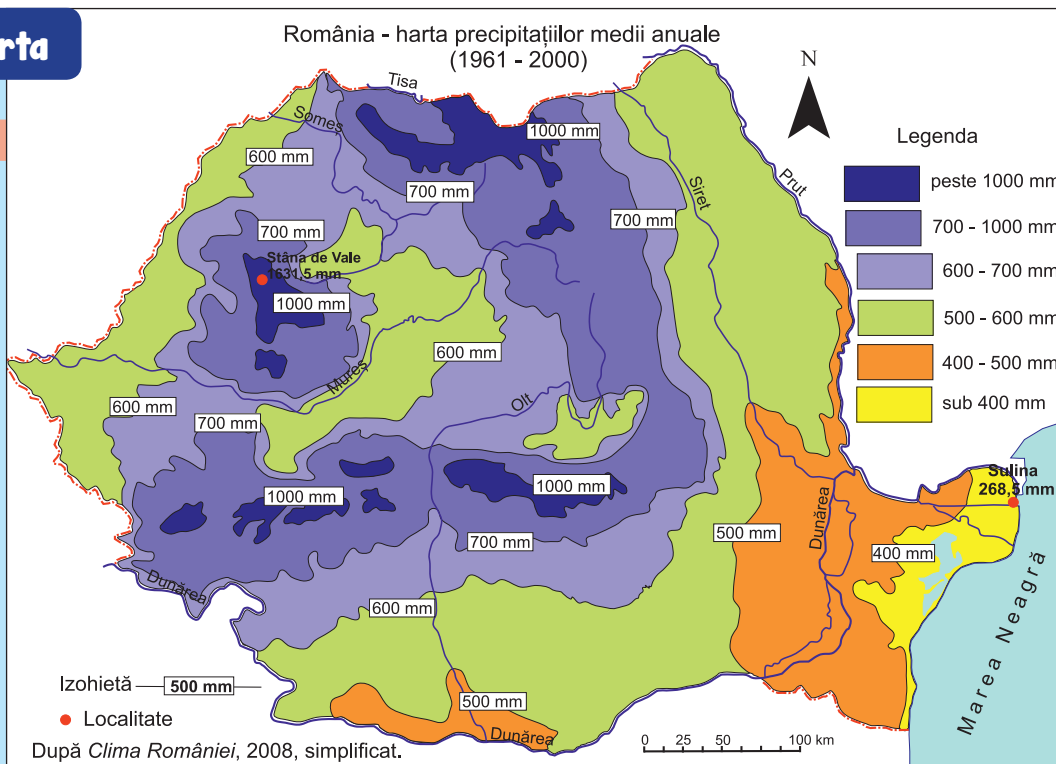 rta
România - harta precipitațiilor medii anuale
(1961 - 2000)
N
Tisa
Someș
1000 mm
600 mm
700 mm
Siret
Prut
700 mm
700 mm
Stâna de Vale
1631,5 mm
1000 mm
600 mm
Mureș
Olt
600 mm
700 mm
1000 mm
1000 mm
700 mm
500 mm
Dunărea
400 mm
Sulina
268,5 mm
Dunărea
600 mm
500 mm
Dunărea
Marea Neagră
Legenda
peste 1000 mm
700 - 1000 mm
600 - 700 mm
500 - 600 mm
400 - 500 mm
sub 400 mm
Izohietă 500 mm
Localitate
După Clima României, 2008, simplificat.
0 25 50 100 km